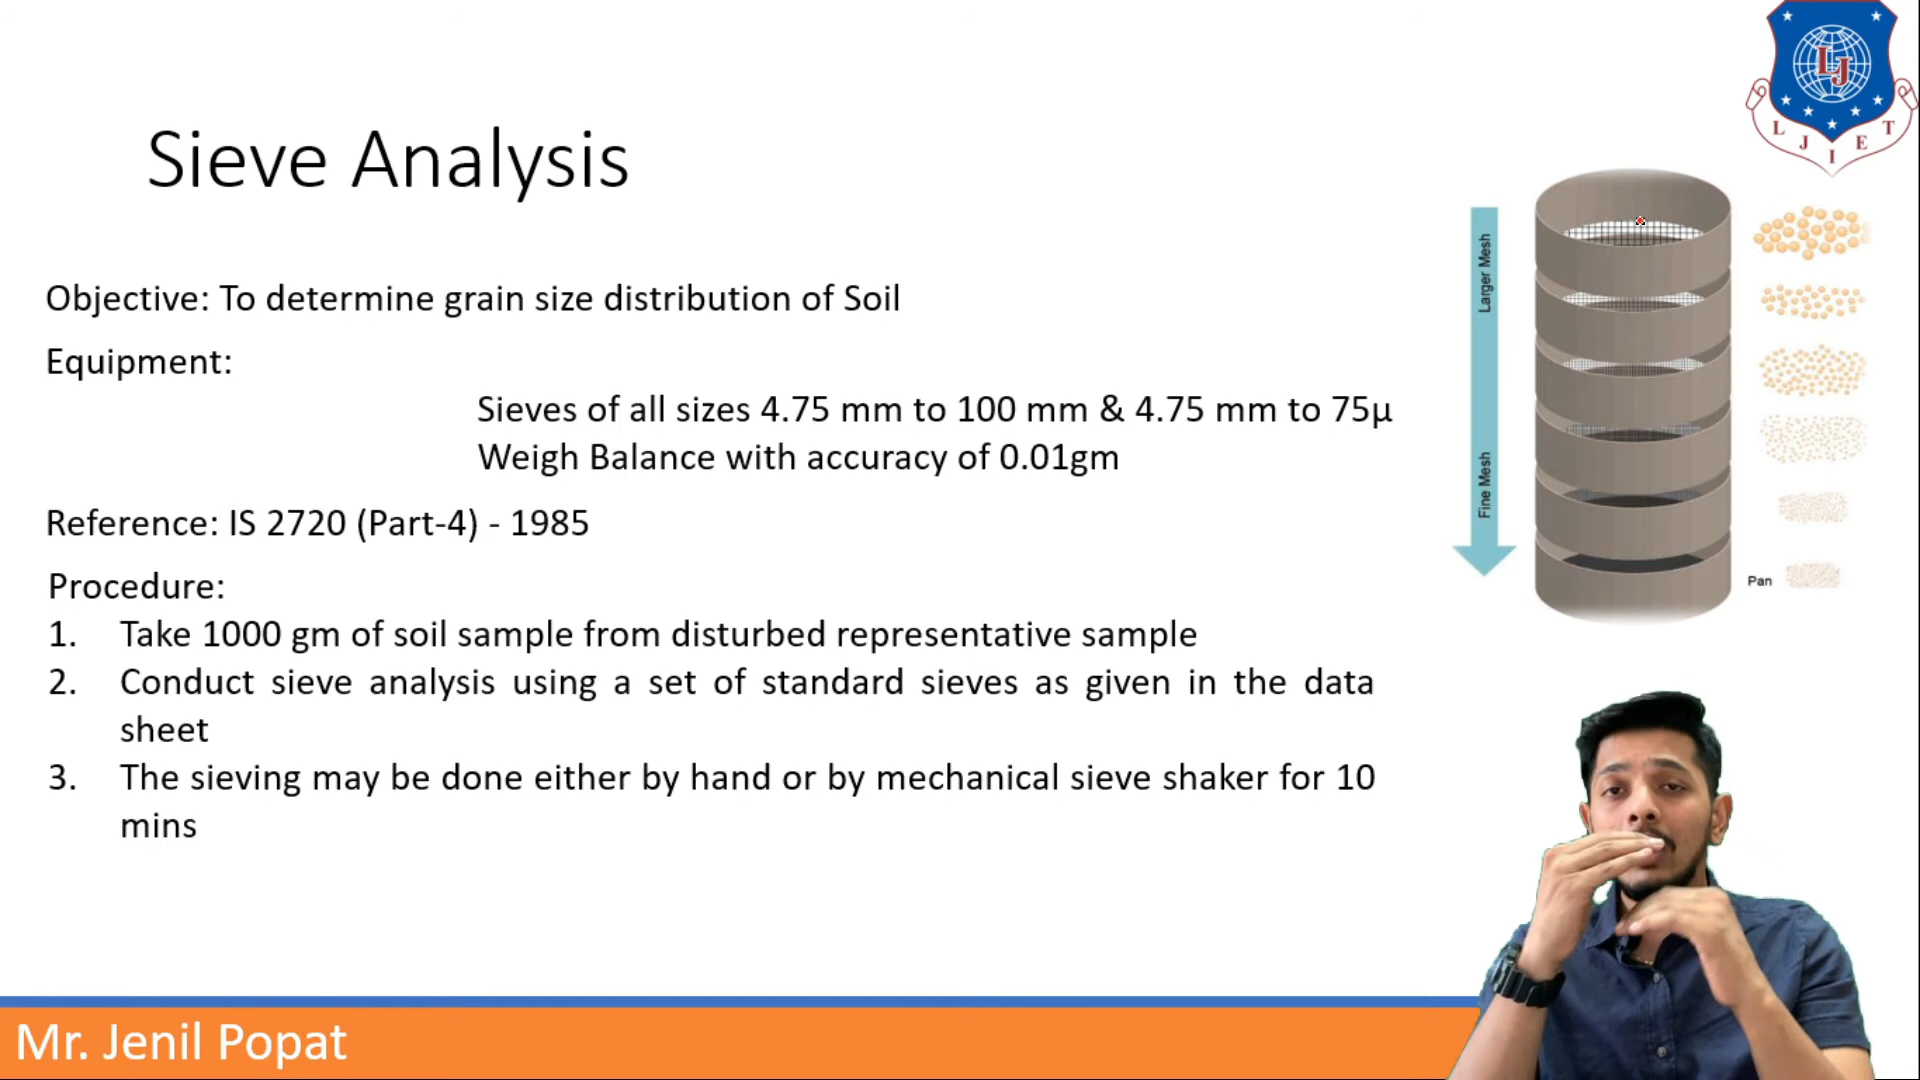 Sieve Analysis
Objective: To determine grain size distribution of Soil
Equipment:
Sieves of all sizes 4.75 mm to 100 mm & 4.75 mm to 75µ
Weigh Balance with accuracy of 0.01gm
Reference: IS 2720 (Part-4) - 1985
Procedure:
1. Take 1000 gm of soil sample from disturbed representative sample
2. Conduct sieve analysis using a set of standard sieves as given in the data
sheet
3. The sieving may be done either by hand or by mechanical sieve shaker for 10
mins
Larger Mesh
Fine Mesh
Pan
LJ
L J I E T
Mr. Jenil Popat